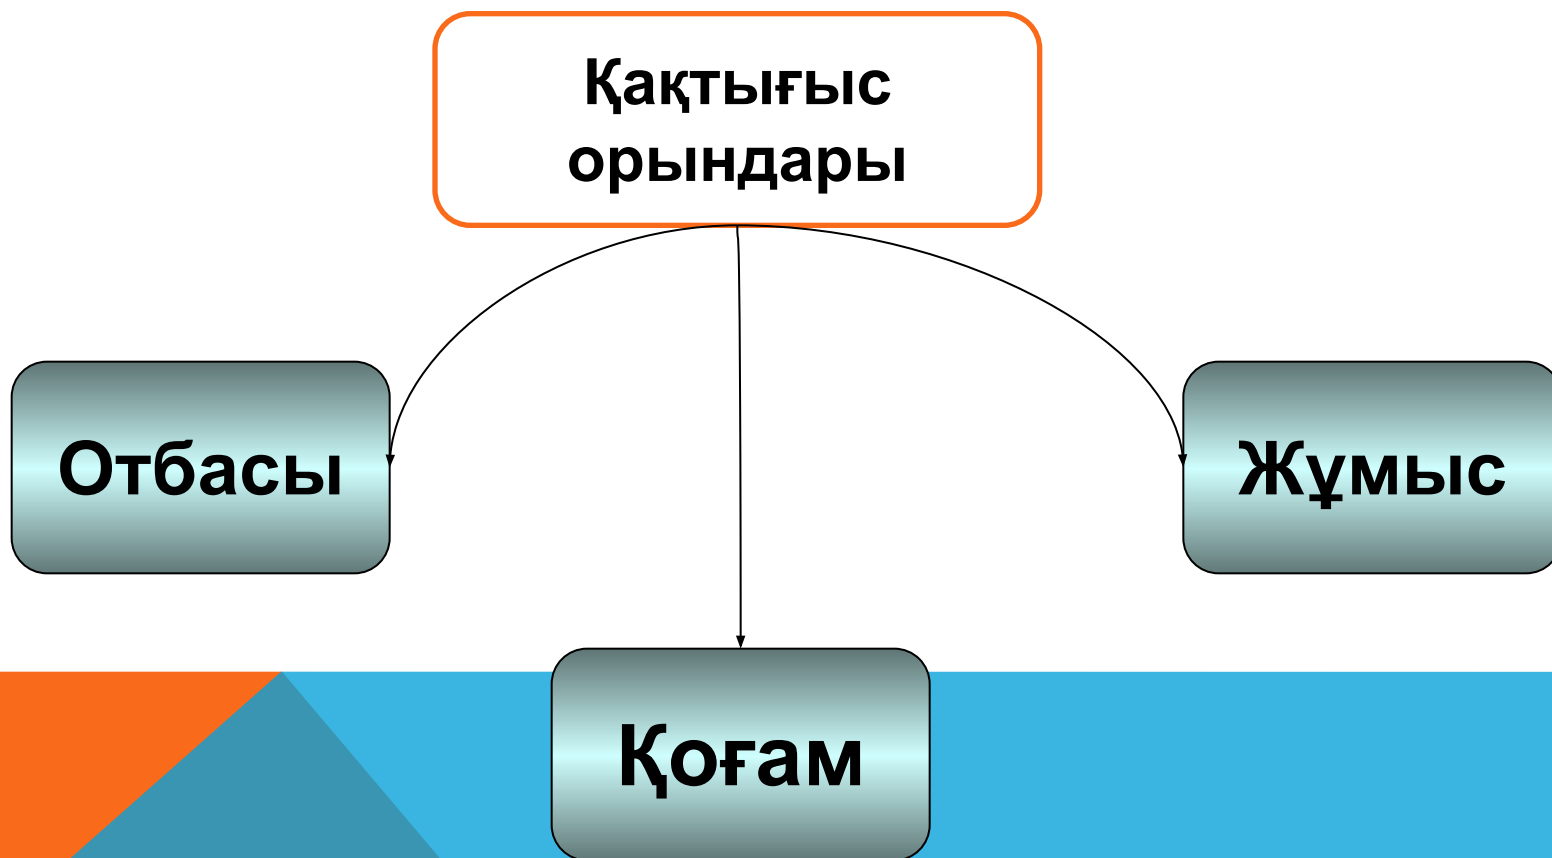 Қақтығыс
орындары
Отбасы
Жұмыс
Қоғам